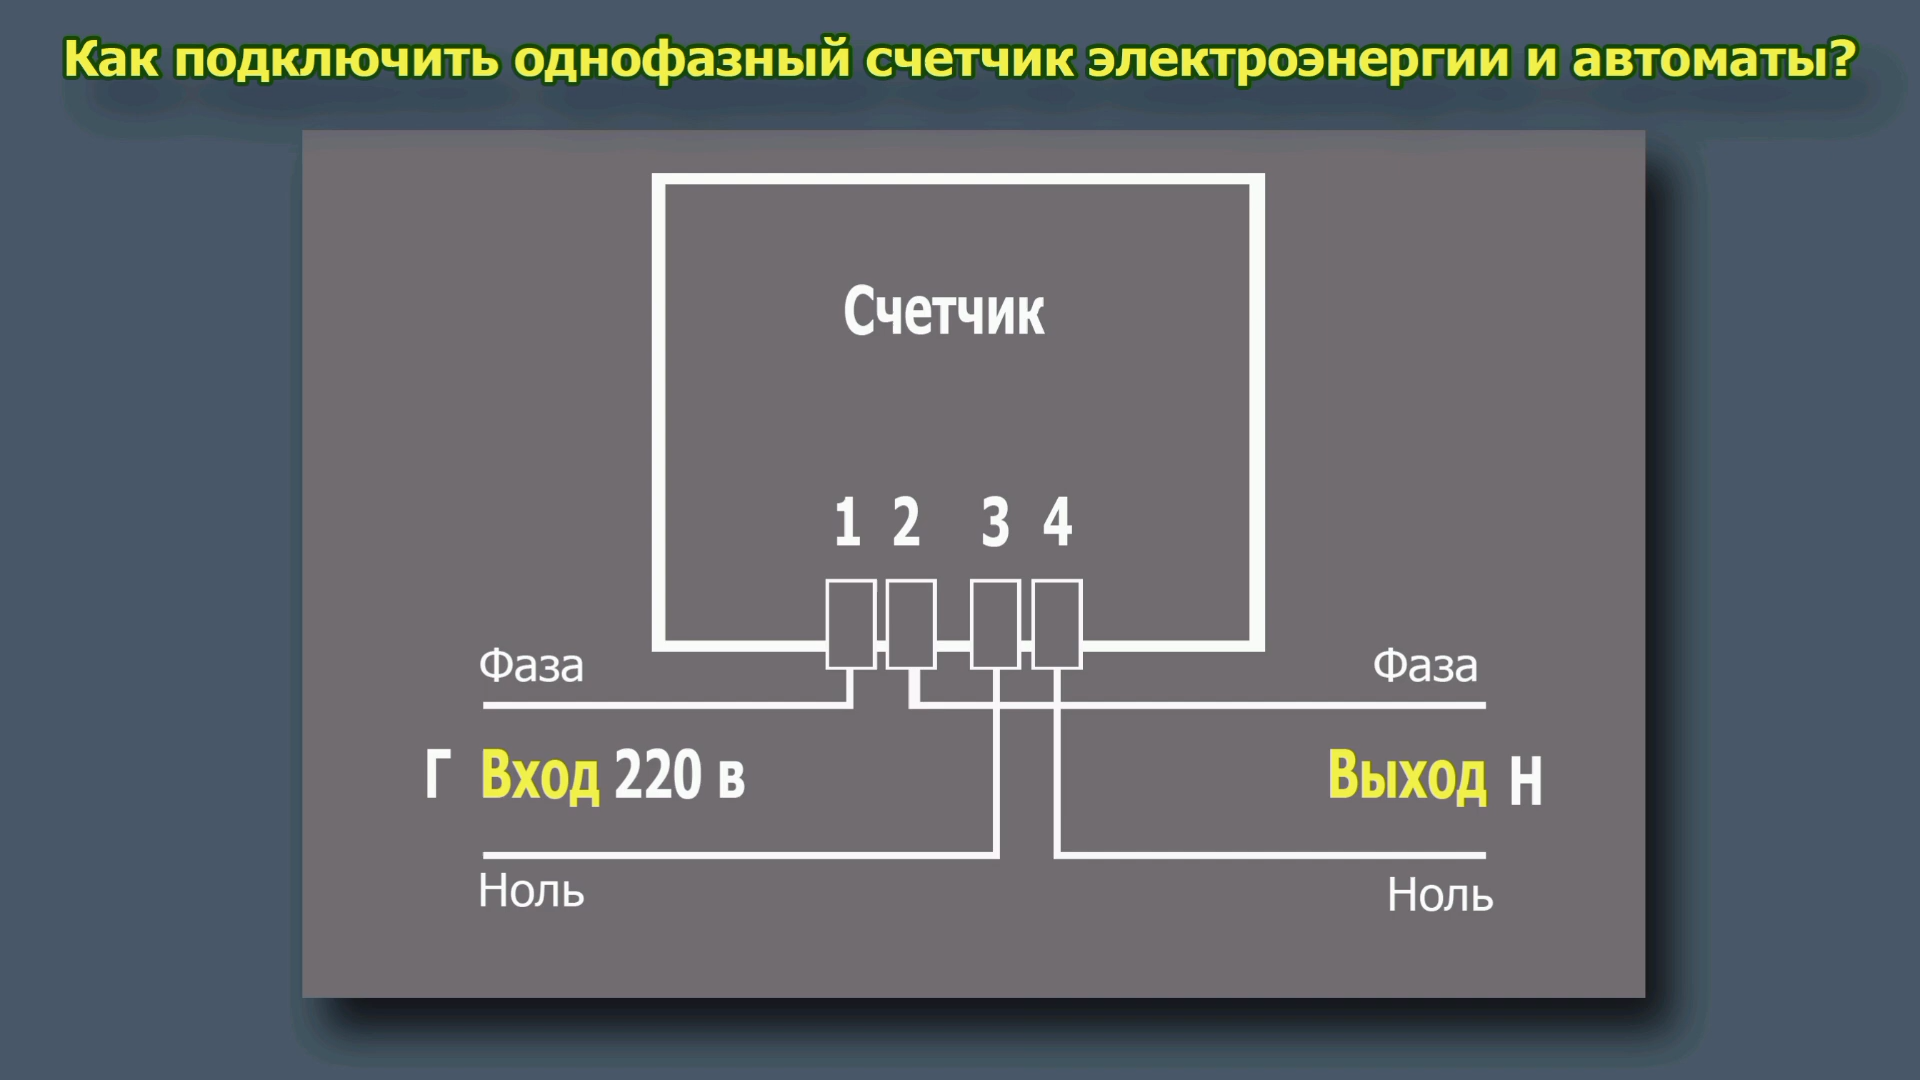 Как подключить однофазный счетчик электроэнергии и автоматы?
Счетчик
1 2 3 4
Фаза Фаза
Г Вход 220 в Выход Н
Ноль Ноль